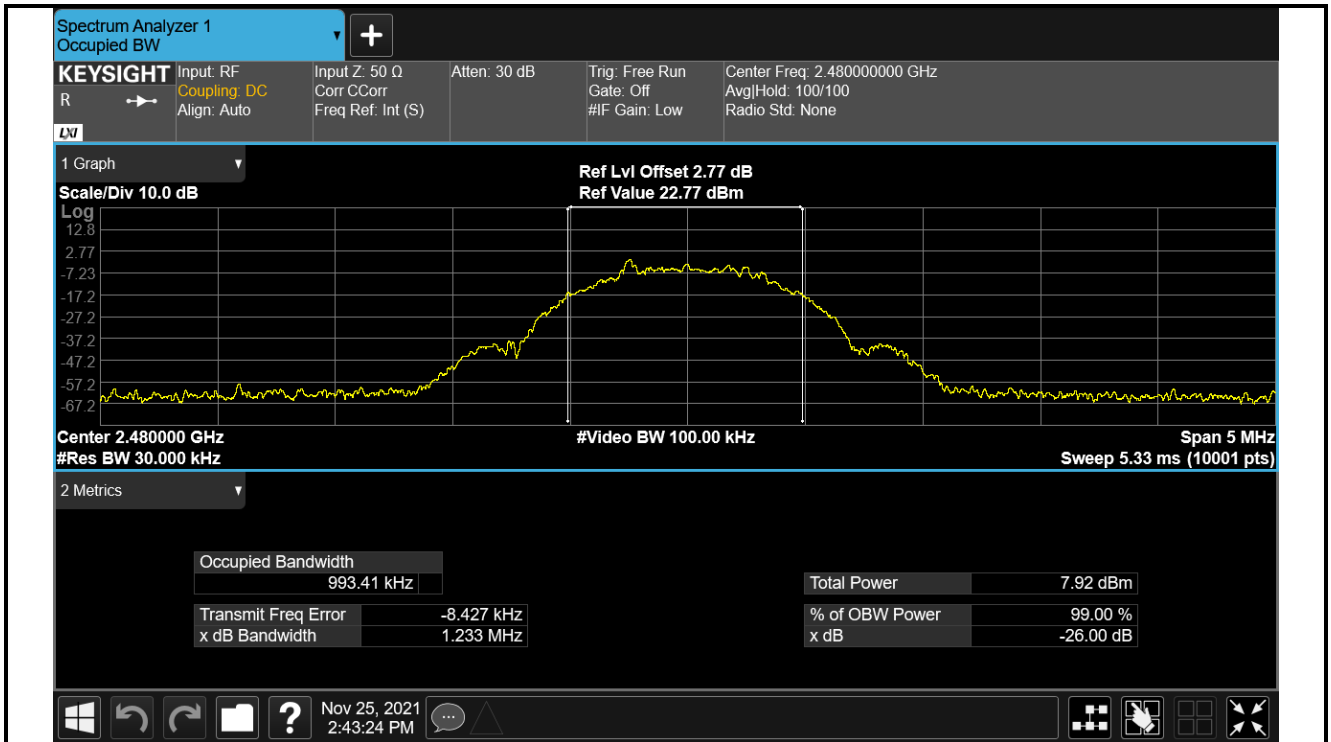 Spectrum Analyzer 1
Occupied BW
KEYSIGHT
R
LXI
Input: RF
Coupling: DC
Align: Auto
Input Z: 50 Ω
Corr CCorr
Freq Ref: Int (S)
Atten: 30 dB
Trig: Free Run
Gate: Off
#IF Gain: Low
Center Freq: 2.480000000 GHz
Avg|Hold: 100/100
Radio Std: None
1 Graph
Scale/Div 10.0 dB
Ref Lvl Offset 2.77 dB
Ref Value 22.77 dBm
Log
12.8
2.77
-7.23
-17.2
-27.2
-37.2
-47.2
-57.2
-67.2
Center 2.480000 GHz
#Res BW 30.000 kHz
#Video BW 100.00 kHz
Span 5 MHz
Sweep 5.33 ms (10001 pts)
2 Metrics
Occupied Bandwidth
993.41 kHz
Total Power 7.92 dBm
Transmit Freq Error -8.427 kHz
% of OBW Power 99.00 %
x dB Bandwidth 1.233 MHz
x dB -26.00 dB
?
Nov 25, 2021
2:43:24 PM